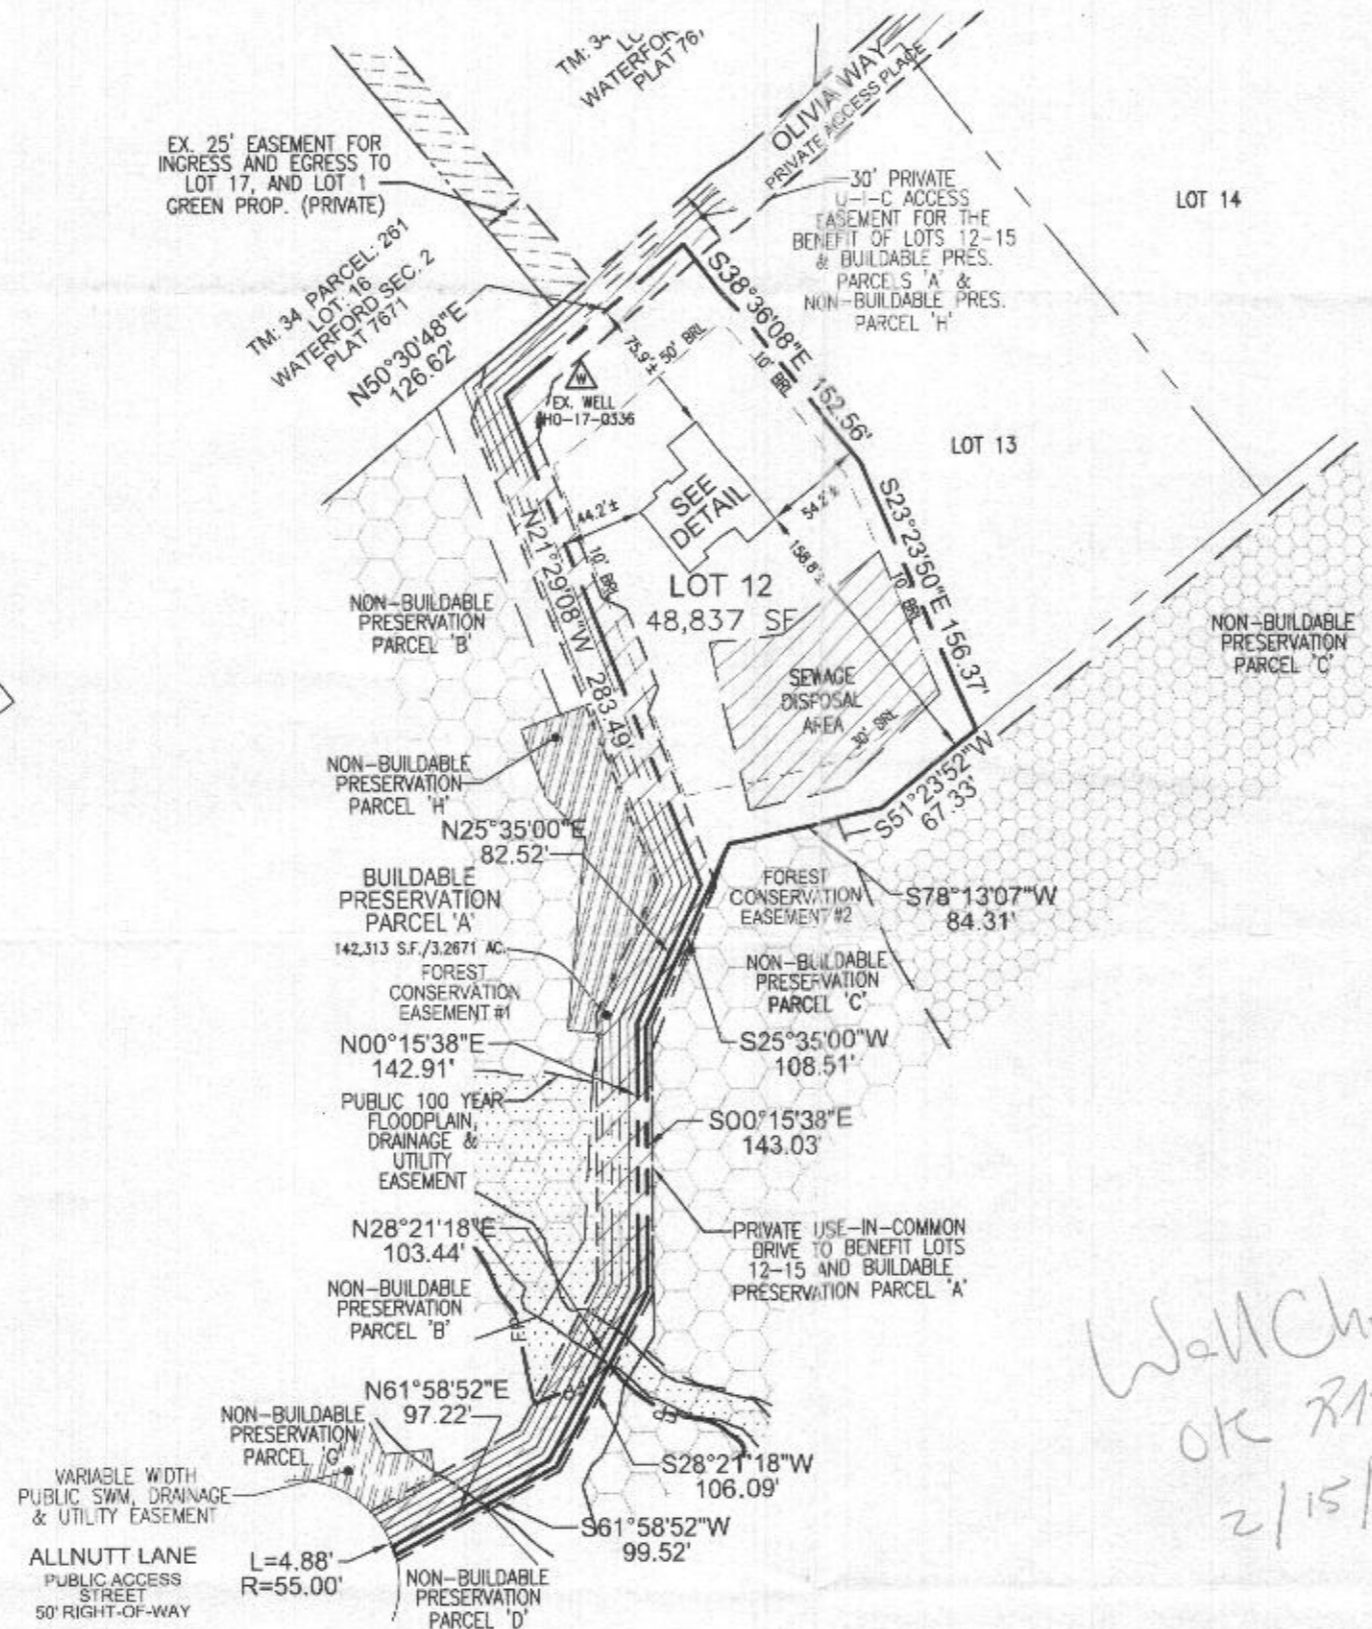 TM: 34
WATERFOR
PLAT 76
OLIVIA WAY
PRIVATE ACCESS PLACE
EX. 25' EASEMENT FOR
INGRESS AND EGRESS TO
LOT 17, AND LOT 1
GREEN PROP. (PRIVATE)
30' PRIVATE
U-I-C ACCESS
EASEMENT FOR THE
BENEFIT OF LOTS 12-15
& BUILDABLE PRES.
PARCELS 'A' &
NON-BUILDABLE PRES.
PARCEL 'H'
LOT 14
TM: 34, PARCEL: 261
LOT: 16
WATERFORD SEC. 2
PLAT 7671
N50°30'48"E
126.62'
S38°36'08"E 152.56'
75.9'±
50' BRL
10' BRL
W
EX. WELL
HO-17-0336
LOT 13
SEE
DETAIL
44.2'±
54.2'±
158.8'±
S23°23'50"E 156.37'
10' BRL
N21°29'08"W 283.49'
10' BRL
LOT 12
48,837 SF
NON-BUILDABLE
PRESERVATION
PARCEL 'B'
NON-BUILDABLE
PRESERVATION
PARCEL 'C'
SEWAGE
DISPOSAL
AREA
30' BRL
S51°23'52"W
67.33'
NON-BUILDABLE
PRESERVATION
PARCEL 'H'
N25°35'00"E
82.52'
BUILDABLE
PRESERVATION
PARCEL 'A'
142,313 S.F./3.2671 AC.
FOREST
CONSERVATION
EASEMENT #1
FOREST
CONSERVATION
EASEMENT #2
S78°13'07"W
84.31'
NON-BUILDABLE
PRESERVATION
PARCEL 'C'
N00°15'38"E
142.91'
S25°35'00"W
108.51'
PUBLIC 100 YEAR
FLOODPLAIN,
DRAINAGE &
UTILITY
EASEMENT
S00°15'38"E
143.03'
N28°21'18"E
103.44'
PRIVATE USE-IN-COMMON
DRIVE TO BENEFIT LOTS
12-15 AND BUILDABLE
PRESERVATION PARCEL 'A'
NON-BUILDABLE
PRESERVATION
PARCEL 'B'
FP
N61°58'52"E
97.22'
NON-BUILDABLE
PRESERVATION
PARCEL 'G'
S28°21'18"W
106.09'
VARIABLE WIDTH
PUBLIC SWM, DRAINAGE
& UTILITY EASEMENT
S61°58'52"W
99.52'
ALLNUTT LANE
PUBLIC ACCESS
STREET
50' RIGHT-OF-WAY
L=4.88'
R=55.00'
NON-BUILDABLE
PRESERVATION
PARCEL 'D'
Wall Ch
OK
2/15/